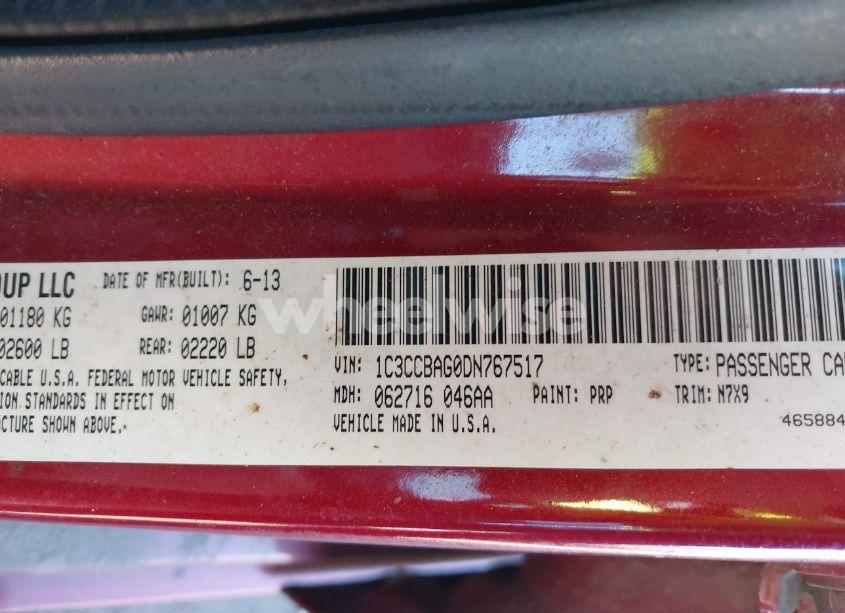 OUP LLC DATE OF MFR(BUILT): 6-13
01180 KG GAWR: 01007 KG
02600 LB REAR: 02220 LB
CABLE U.S.A. FEDERAL MOTOR VEHICLE SAFETY,
ION STANDARDS IN EFFECT ON
CTURE SHOWN ABOVE.
VIN: 1C3CCBAG0DN767517 TYPE: PASSENGER CAR
MDH: 062716 046AA PAINT: PRP TRIM: N7X9
VEHICLE MADE IN U.S.A.
465884
wheelwise